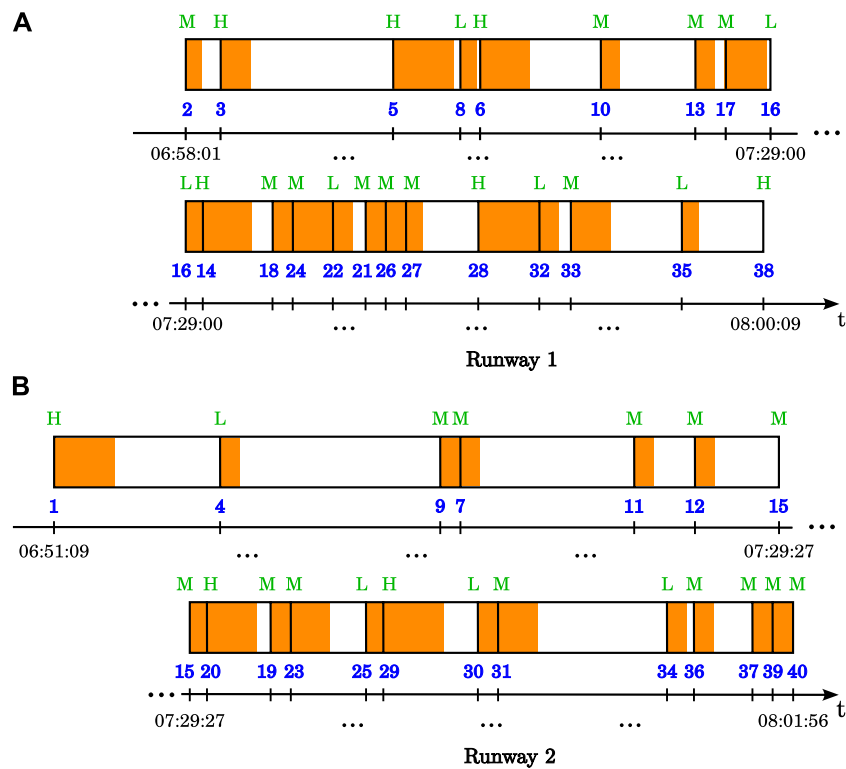 A
M H H L H M M M L
2 3 5 8 6 10 13 17 16
...
06:58:01 ... ... ... 07:29:00
L H M M L M M M H L M L H
16 14 18 24 22 21 26 27 28 32 33 35 38
... t
07:29:00 ... ... ... 08:00:09
Runway 1
B
H L M M M M M
1 4 9 7 11 12 15
...
06:51:09 ... ... ... 07:29:27
M H M M L H L M L M M M M
15 20 19 23 25 29 30 31 34 36 37 39 40
... t
07:29:27 ... ... ... 08:01:56
Runway 2